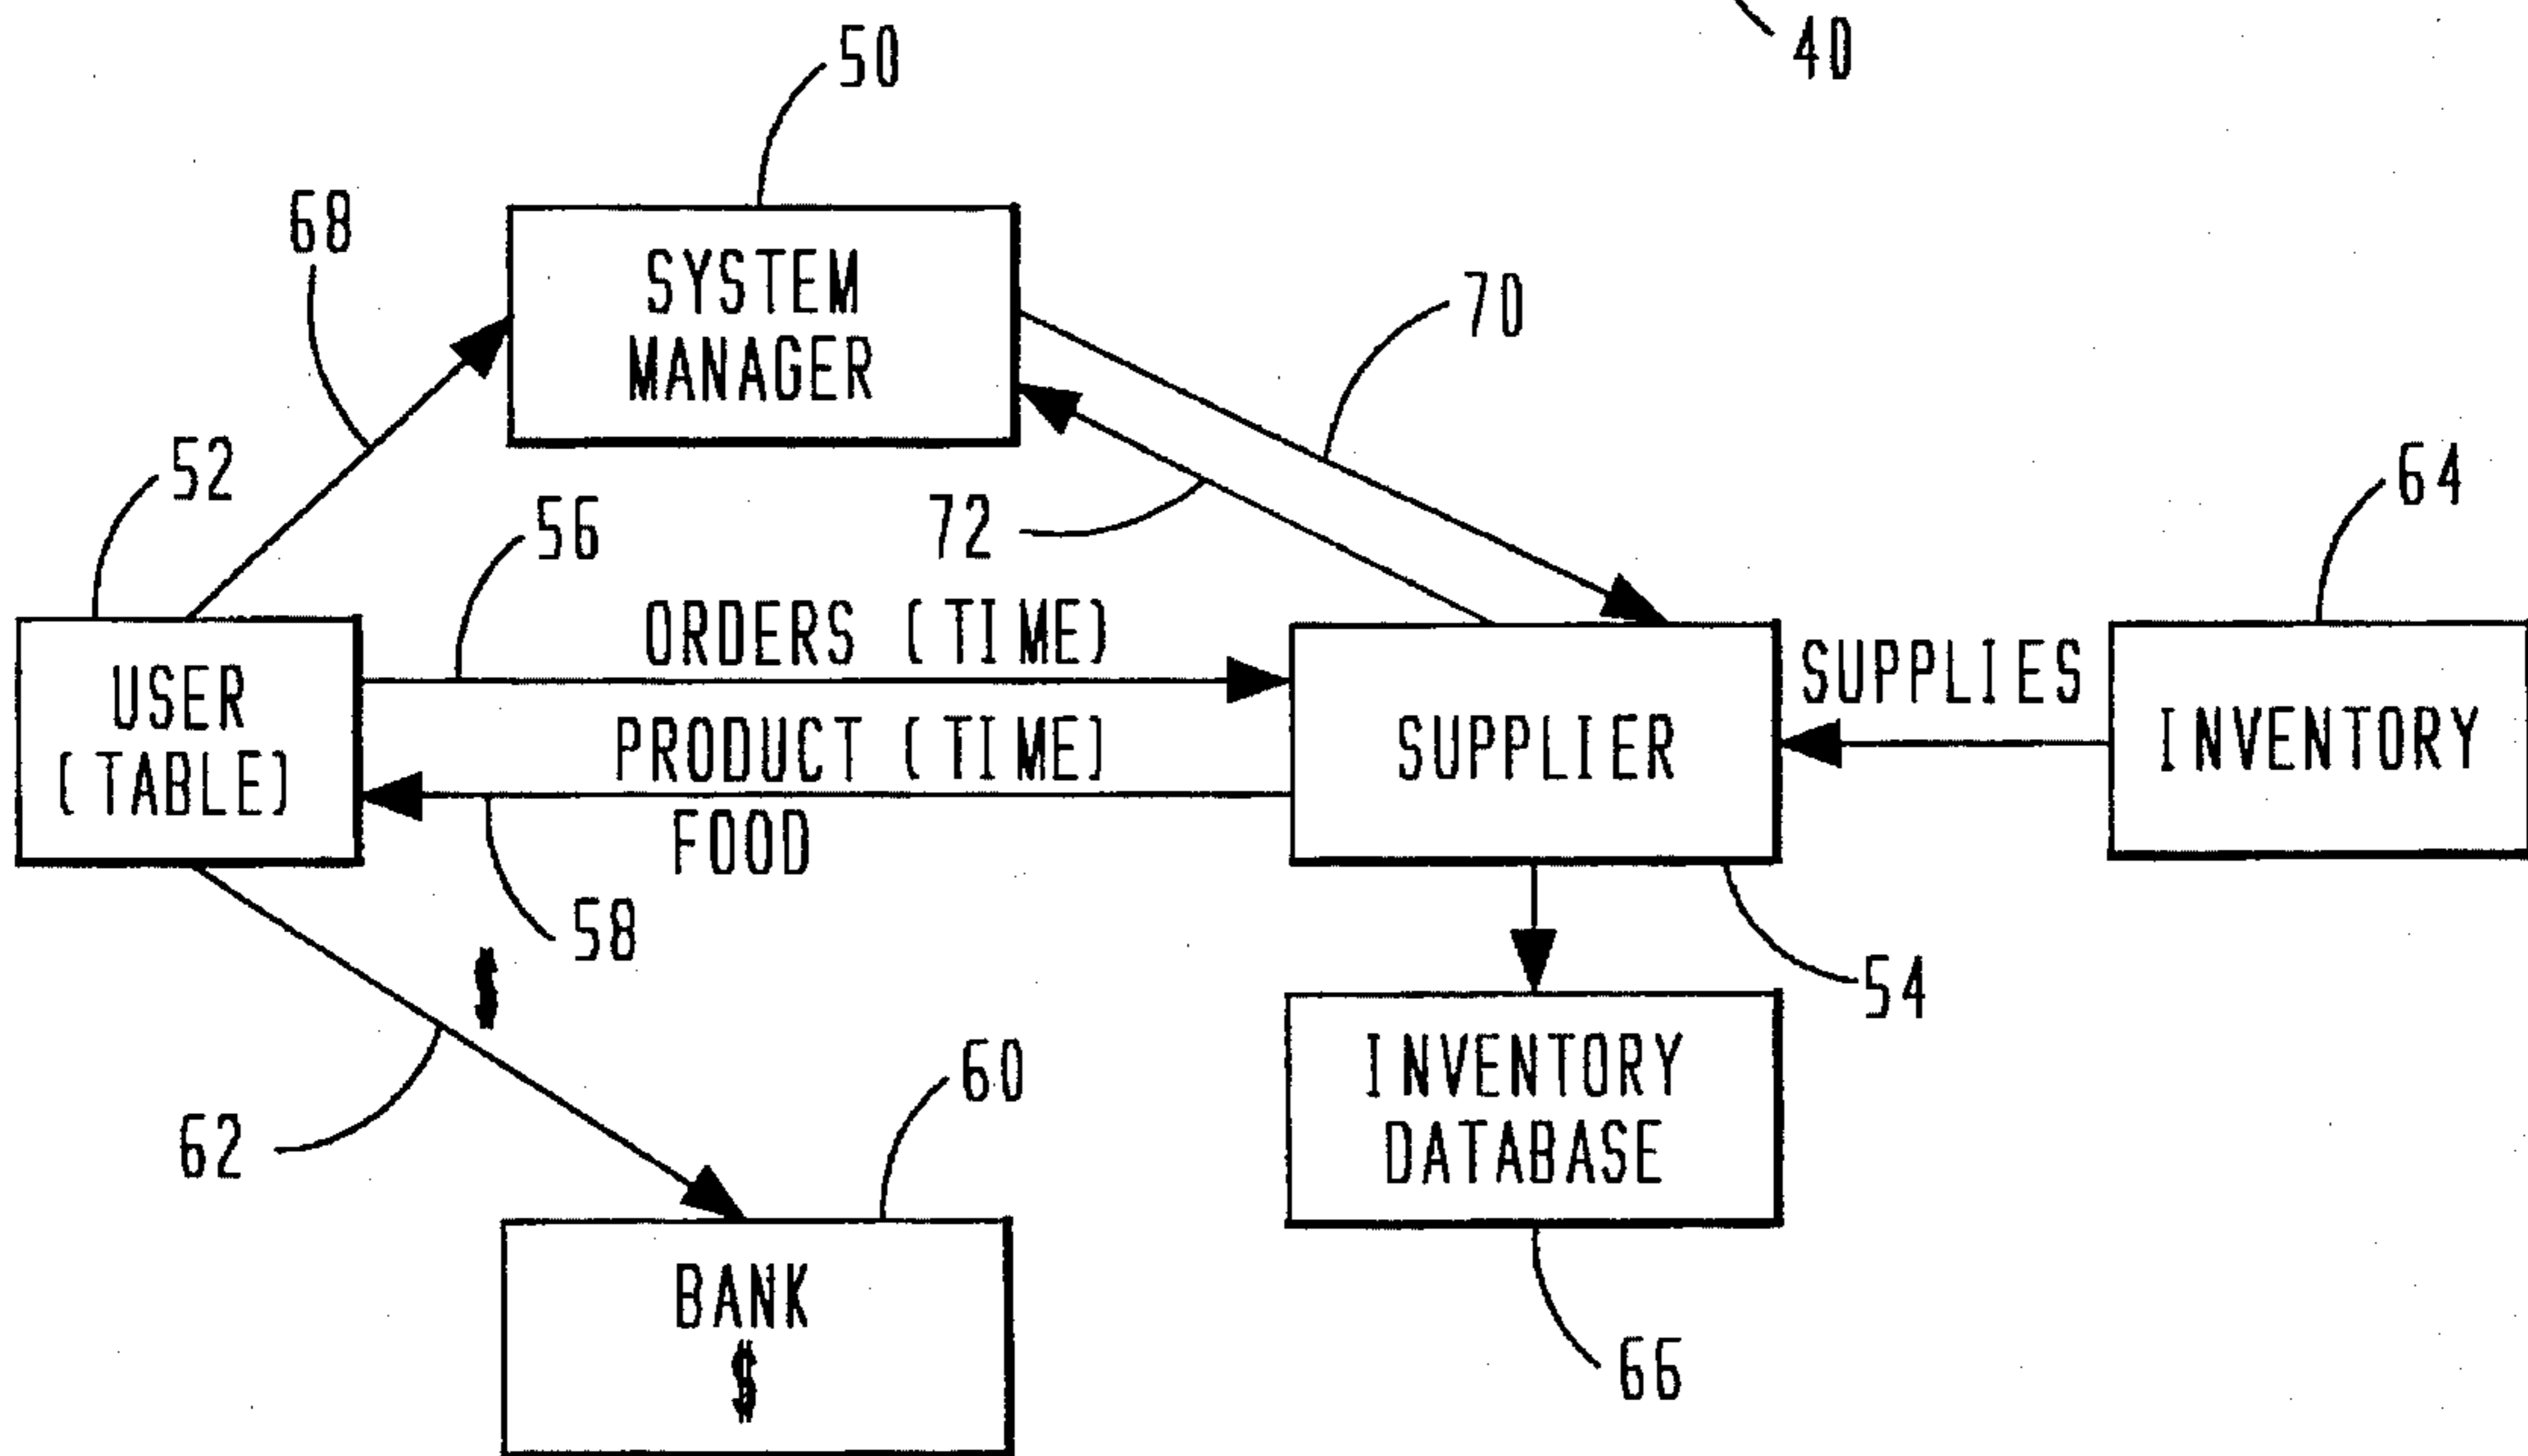 40
50
68
SYSTEM
MANAGER
70
52
56
72
64
ORDERS (TIME)
USER
(TABLE)
PRODUCT (TIME)
FOOD
SUPPLIER
SUPPLIES
INVENTORY
58
$
54
62
60
INVENTORY
DATABASE
BANK
$
66